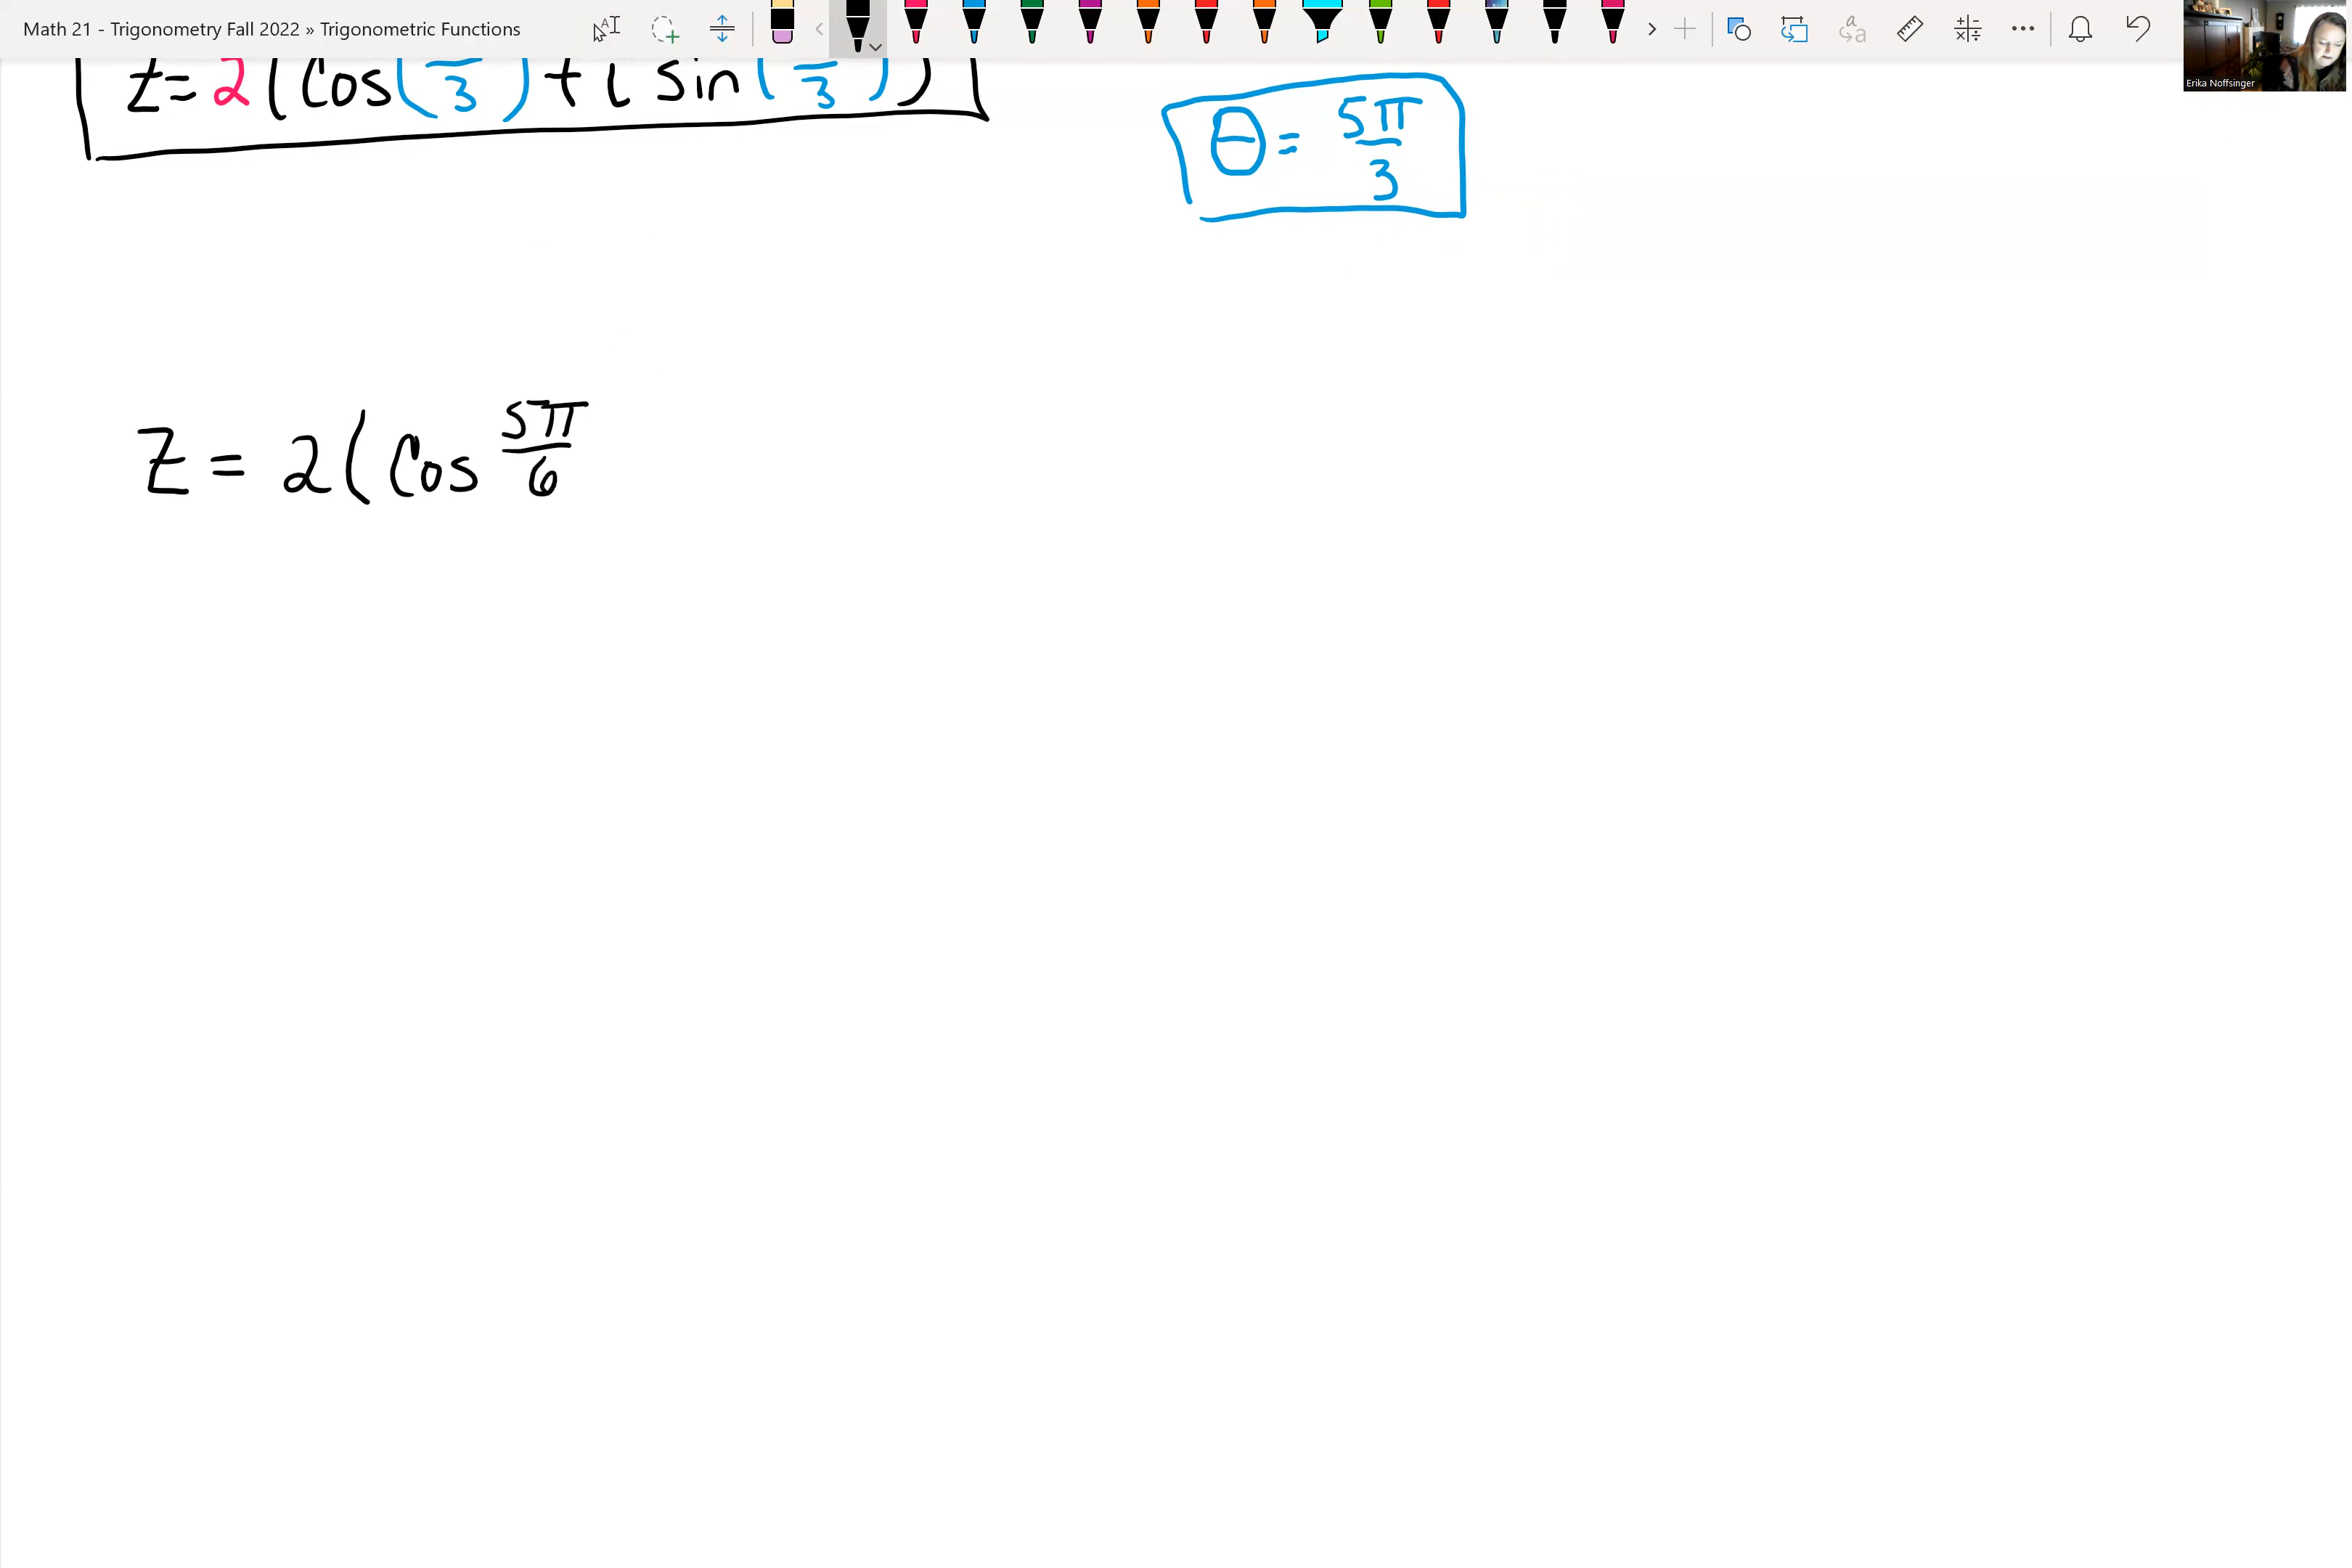 Math 21 - Trigonometry Fall 2022 » Trigonometric Functions
Erika Noffsinger
z = 2 (cos( /3 ) + i sin( /3 ))
θ = 5π/3
z = 2( cos 5π/6